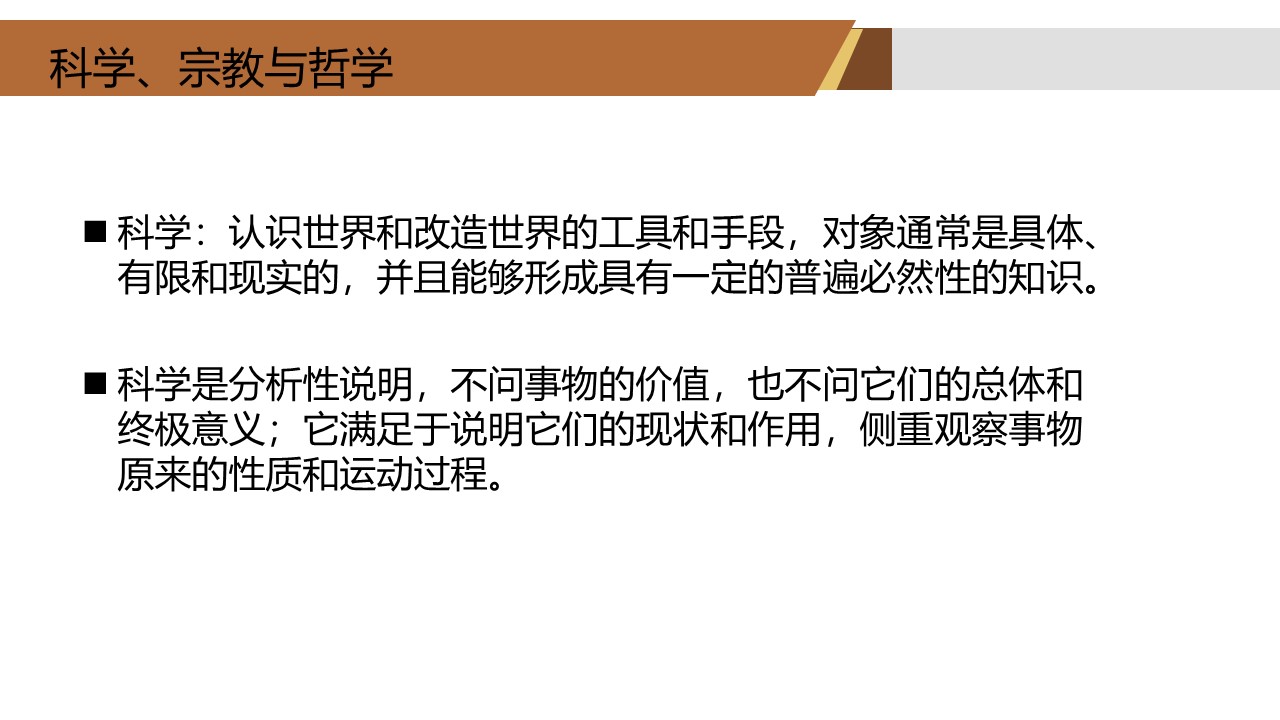 科学、宗教与哲学
■ 科学：认识世界和改造世界的工具和手段，对象通常是具体、
有限和现实的，并且能够形成具有一定的普遍必然性的知识。
■ 科学是分析性说明，不问事物的价值，也不问它们的总体和
终极意义；它满足于说明它们的现状和作用，侧重观察事物
原来的性质和运动过程。